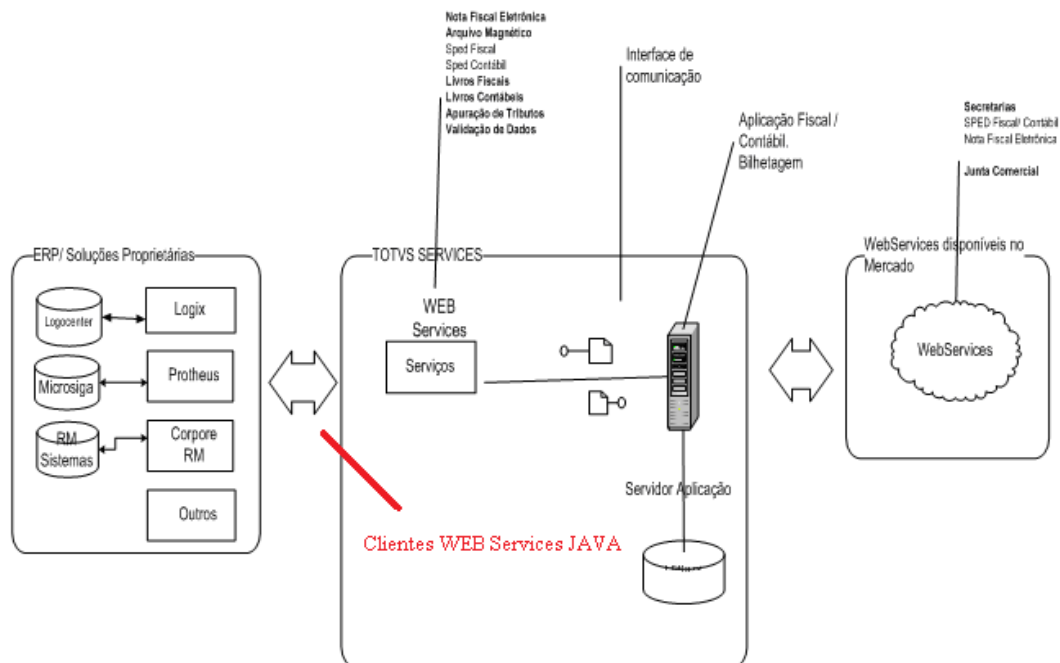 Nota Fiscal Eletrônica
Arquivo Magnético
Sped Fiscal
Sped Contábil
Livros Fiscais
Livros Contábeis
Apuração de Tributos
Validação de Dados
Interface de
comunicação
Aplicação Fiscal /
Contábil.
Bilhetagem
Secretarias
SPED Fiscal/ Contábil
Nota Fiscal Eletrônica
Junta Comercial
ERP/ Soluções Proprietárias
Logocenter
Logix
Microsiga
Protheus
RM
Sistemas
Corpore
RM
Outros
TOTVS SERVICES
WEB
Services
Serviços
Servidor Aplicação
Clientes WEB Services JAVA
WebServices disponíveis no
Mercado
WebServices